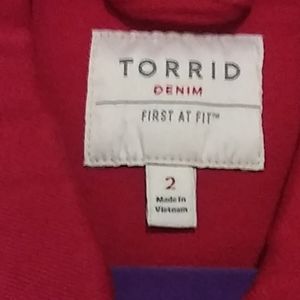 TORRID
DENIM
FIRST AT FIT™
2
Made in
Vietnam